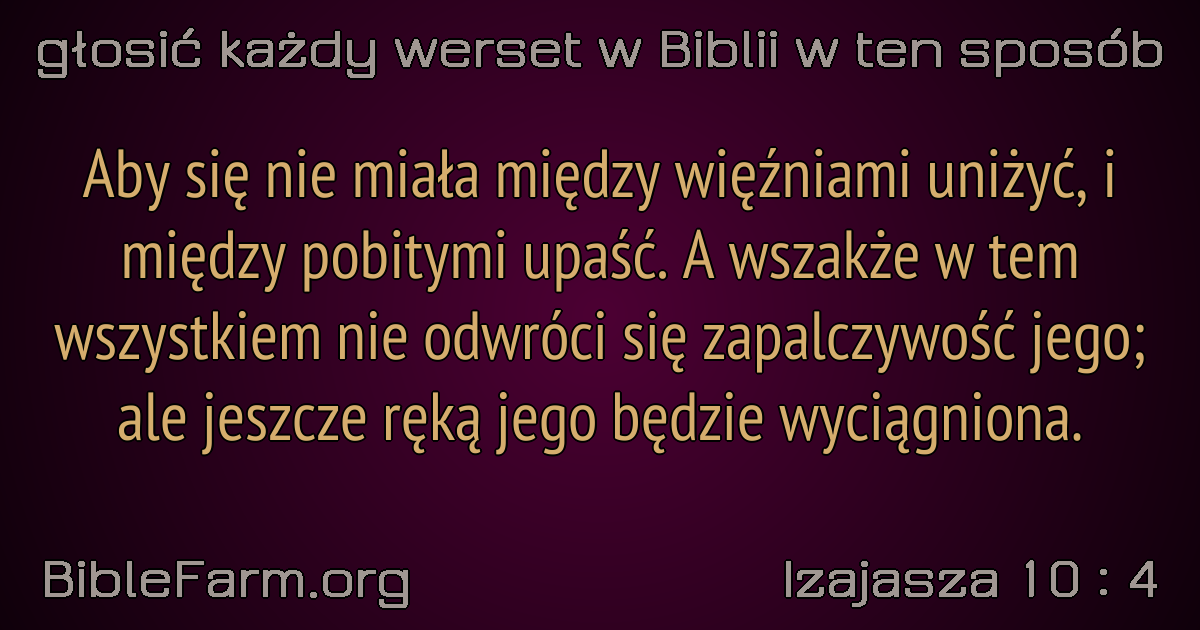 głosić każdy werset w Biblii w ten sposób
Aby się nie miała między więźniami uniżyć, i
między pobitymi upaść. A wszakże w tem
wszystkiem nie odwróci się zapalczywość jego;
ale jeszcze ręką jego będzie wyciągniona.
BibleFarm.org
Izajasza 10 : 4